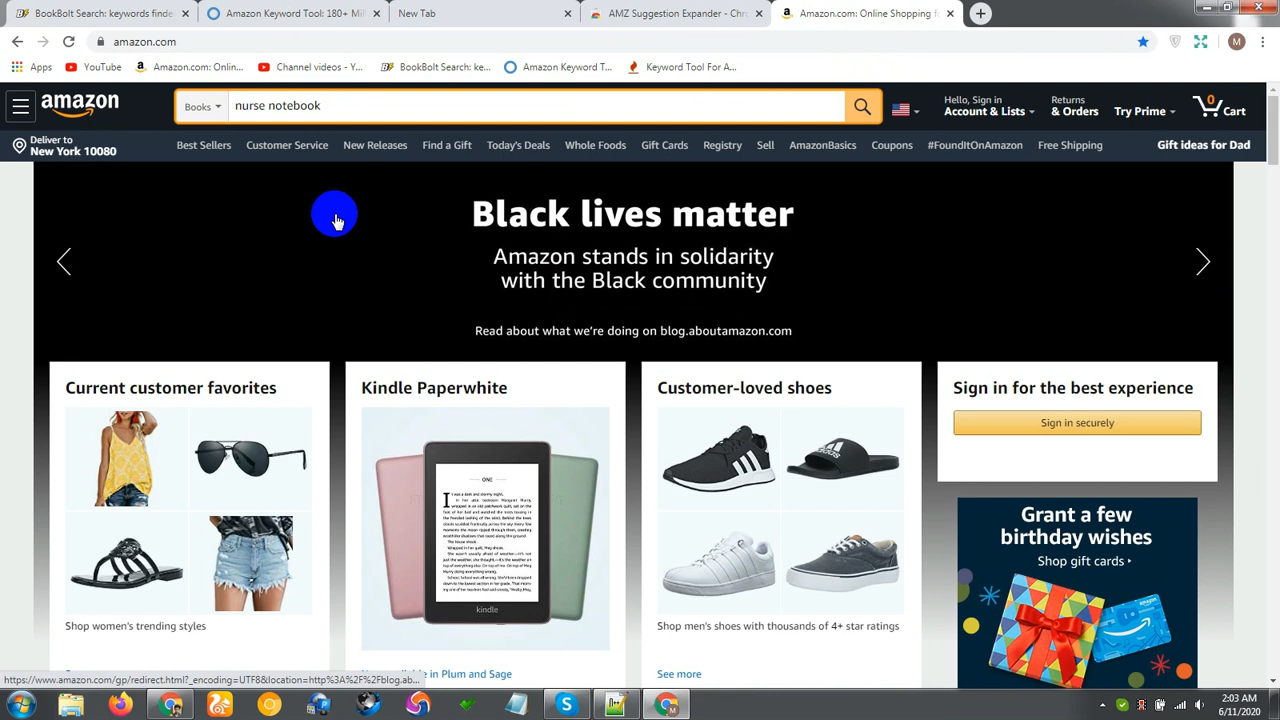 BookBolt Search: keywords finde
Amazon Keyword Tool: 180+ Mil
New Tab
AMZ Suggestion Expander - Chro
Amazon.com: Online Shopping f
amazon.com
M
Apps
YouTube
Amazon.com: Onlin...
Channel videos - Y...
BookBolt Search: ke...
Amazon Keyword T...
Keyword Tool For A...
amazon
Books
nurse notebook
Hello, Sign in
Account & Lists
Returns
& Orders
Try Prime
0
Cart
Deliver to
New York 10080
Best Sellers
Customer Service
New Releases
Find a Gift
Today's Deals
Whole Foods
Gift Cards
Registry
Sell
AmazonBasics
Coupons
#FoundItOnAmazon
Free Shipping
Gift ideas for Dad
Black lives matter
Amazon stands in solidarity
with the Black community
Read about what we're doing on blog.aboutamazon.com
Current customer favorites
Shop women's trending styles
Kindle Paperwhite
ONE
kindle
e in Plum and Sage
Customer-loved shoes
Shop men's shoes with thousands of 4+ star ratings
See more
Sign in for the best experience
Sign in securely
Grant a few
birthday wishes
Shop gift cards
https://www.amazon.com/gp/redirect.html?_encoding=UTF8&location=http%3A%2F%2Fblog.ab...
2:03 AM
6/11/2020